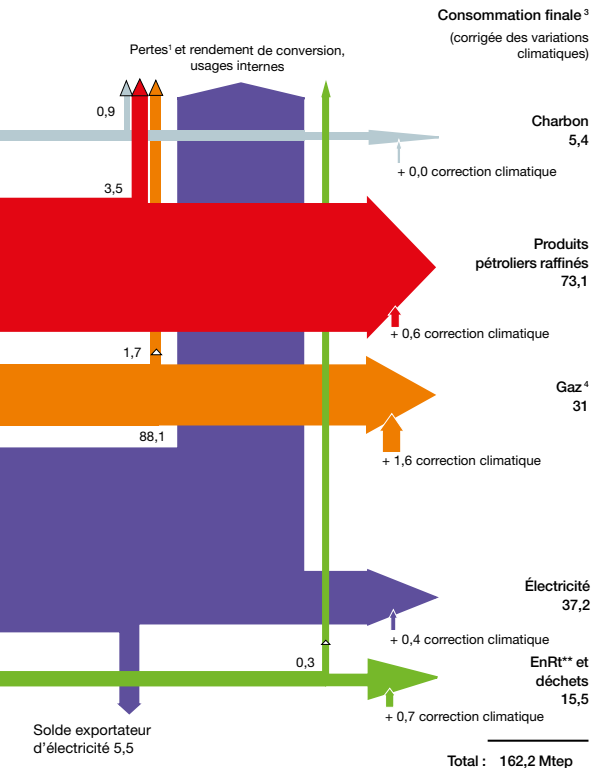 Consommation finale ³
(corrigée des variations
climatiques)
Pertes¹ et rendement de conversion,
usages internes
0,9
Charbon
5,4
+ 0,0 correction climatique
3,5
Produits
pétroliers raffinés
73,1
+ 0,6 correction climatique
1,7
Gaz ⁴
31
88,1
+ 1,6 correction climatique
Électricité
37,2
+ 0,4 correction climatique
0,3
EnRt** et
déchets
15,5
+ 0,7 correction climatique
Solde exportateur
d’électricité 5,5
Total : 162,2 Mtep